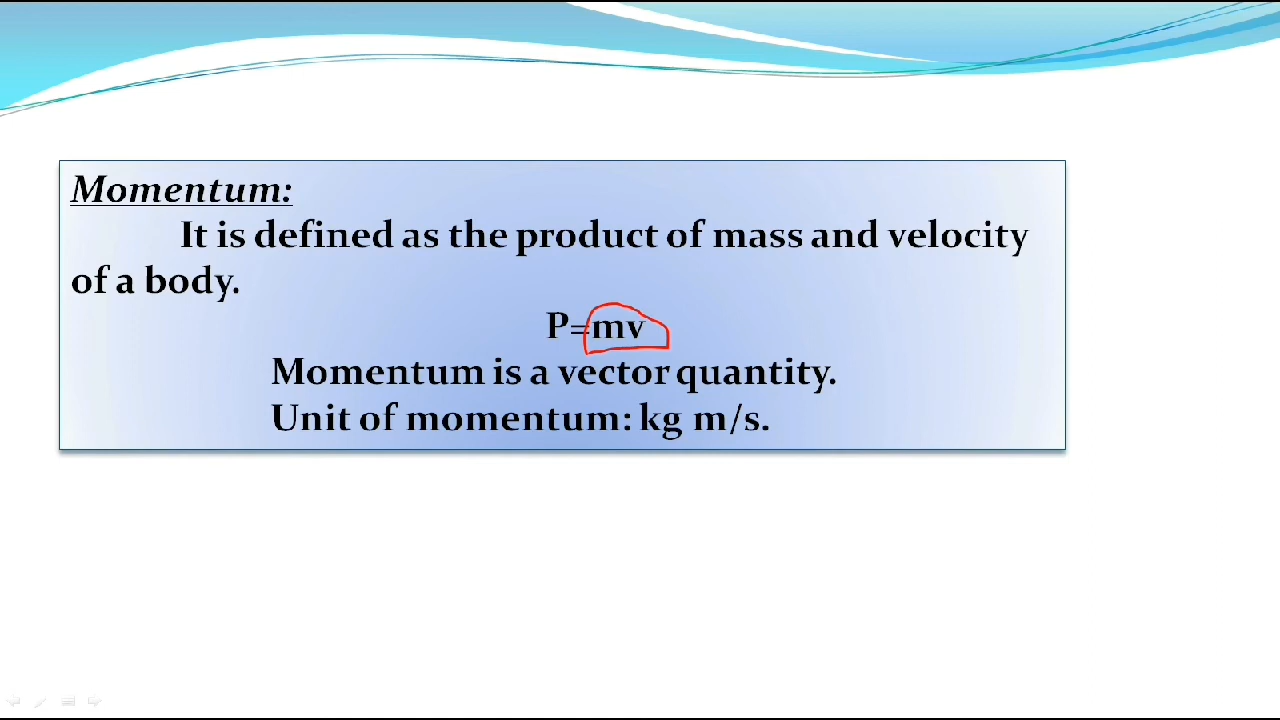 Momentum:
It is defined as the product of mass and velocity
of a body.
P=mv
Momentum is a vector quantity.
Unit of momentum: kg m/s.